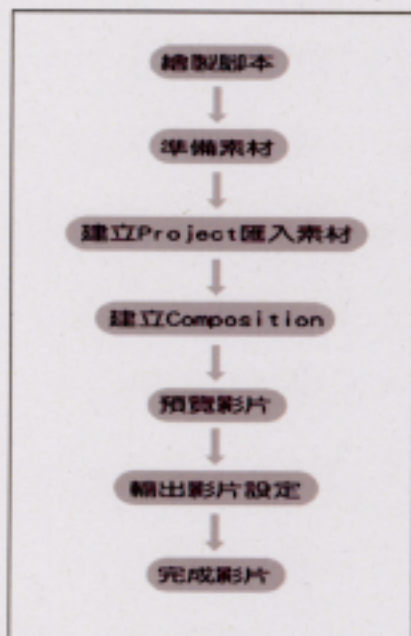 繪製腳本
準備素材
建立Project匯入素材
建立Composition
預覽影片
輸出影片設定
完成影片